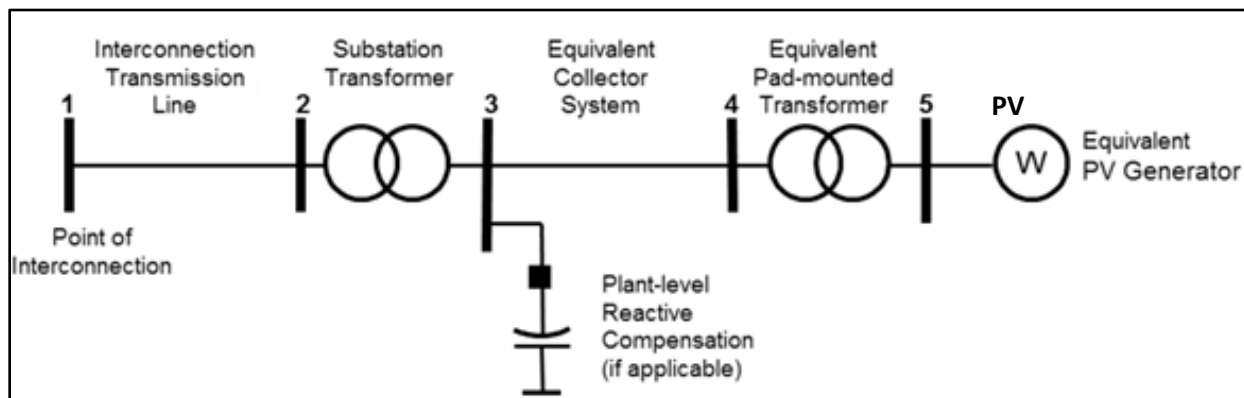 Interconnection
Transmission
Line
Substation
Transformer
Equivalent
Collector
System
Equivalent
Pad-mounted
Transformer
1
2
3
4
5
PV
W
Equivalent
PV Generator
Point of
Interconnection
Plant-level
Reactive
Compensation
(if applicable)